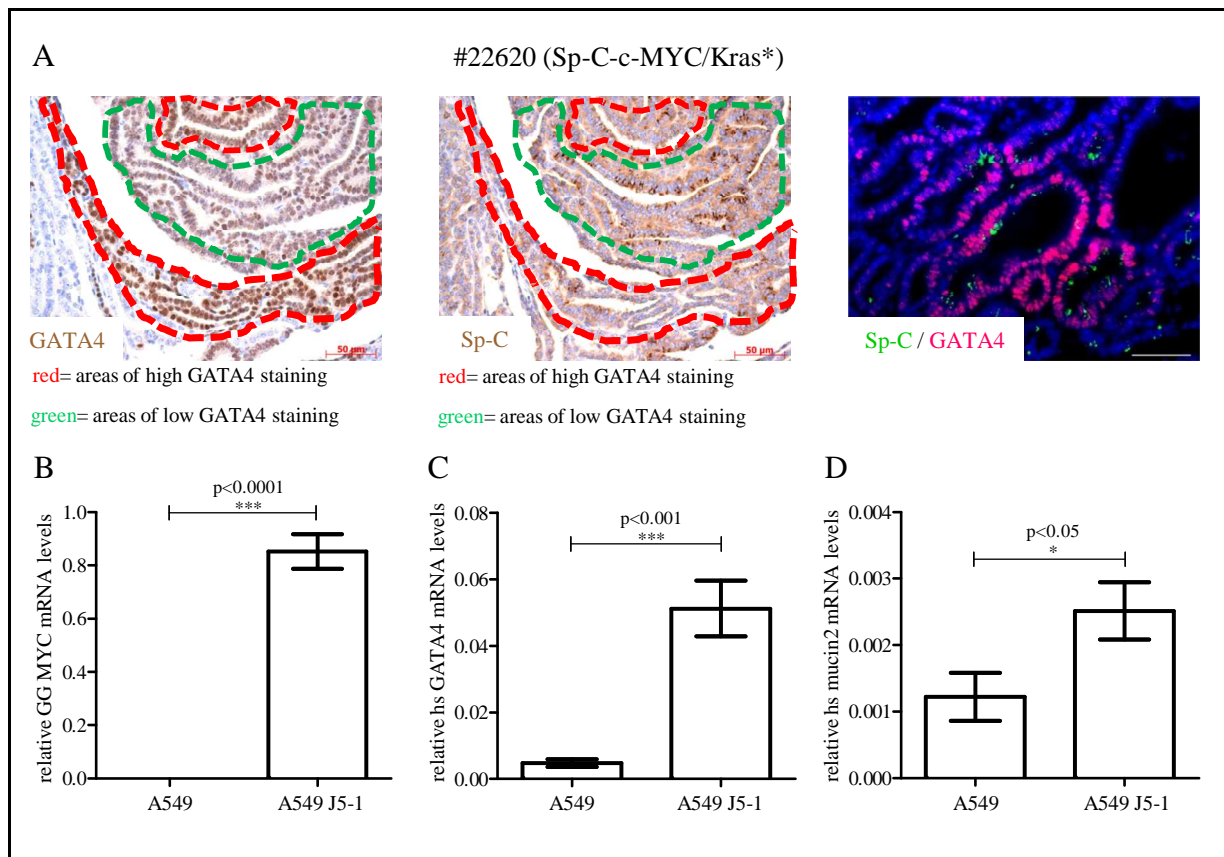 A
#22620 (Sp-C-c-MYC/Kras*)
GATA4
50 µm
Sp-C
50 µm
Sp-C / GATA4
red= areas of high GATA4 staining
green= areas of low GATA4 staining
red= areas of high GATA4 staining
green= areas of low GATA4 staining
B
relative GG MYC mRNA levels
1.0
0.8
0.6
0.4
0.2
0.0
p<0.0001
***
A549
A549 J5-1
C
relative hs GATA4 mRNA levels
0.08
0.06
0.04
0.02
0.00
p<0.001
***
A549
A549 J5-1
D
relative hs mucin2 mRNA levels
0.004
0.003
0.002
0.001
0.000
p<0.05
*
A549
A549 J5-1